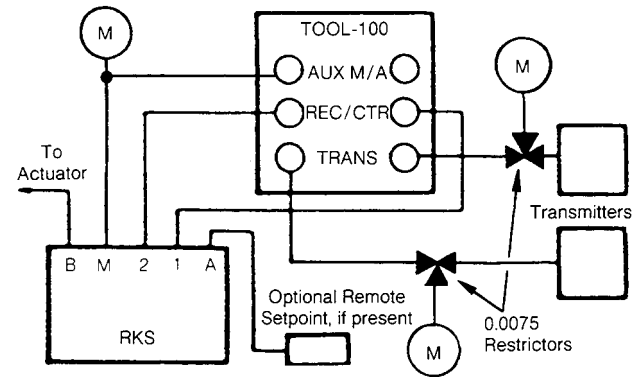 M
TOOL-100
AUX M/A
M
REC/CTR
TRANS
To
Actuator
Transmitters
B M 2 1 A
RKS
Optional Remote
Setpoint, if present
M
0.0075
Restrictors